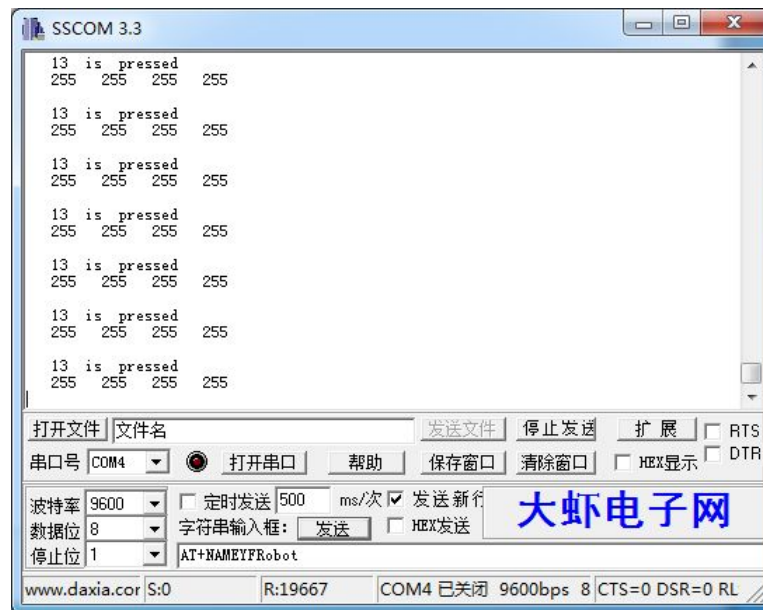 SSCOM 3.3
13 is pressed
255 255 255 255
13 is pressed
255 255 255 255
13 is pressed
255 255 255 255
13 is pressed
255 255 255 255
13 is pressed
255 255 255 255
13 is pressed
255 255 255 255
13 is pressed
255 255 255 255
打开文件 文件名 发送文件 停止发送 扩展 RTS
串口号 COM4 打开串口 帮助 保存窗口 清除窗口 HEX显示 DTR
波特率 9600 定时发送 500 ms/次 发送新行 大虾电子网
数据位 8 字符串输入框: 发送 HEX发送
停止位 1 AT+NAMEYFRobot
www.daxia.cor S:0 R:19667 COM4 已关闭 9600bps 8 CTS=0 DSR=0 RL